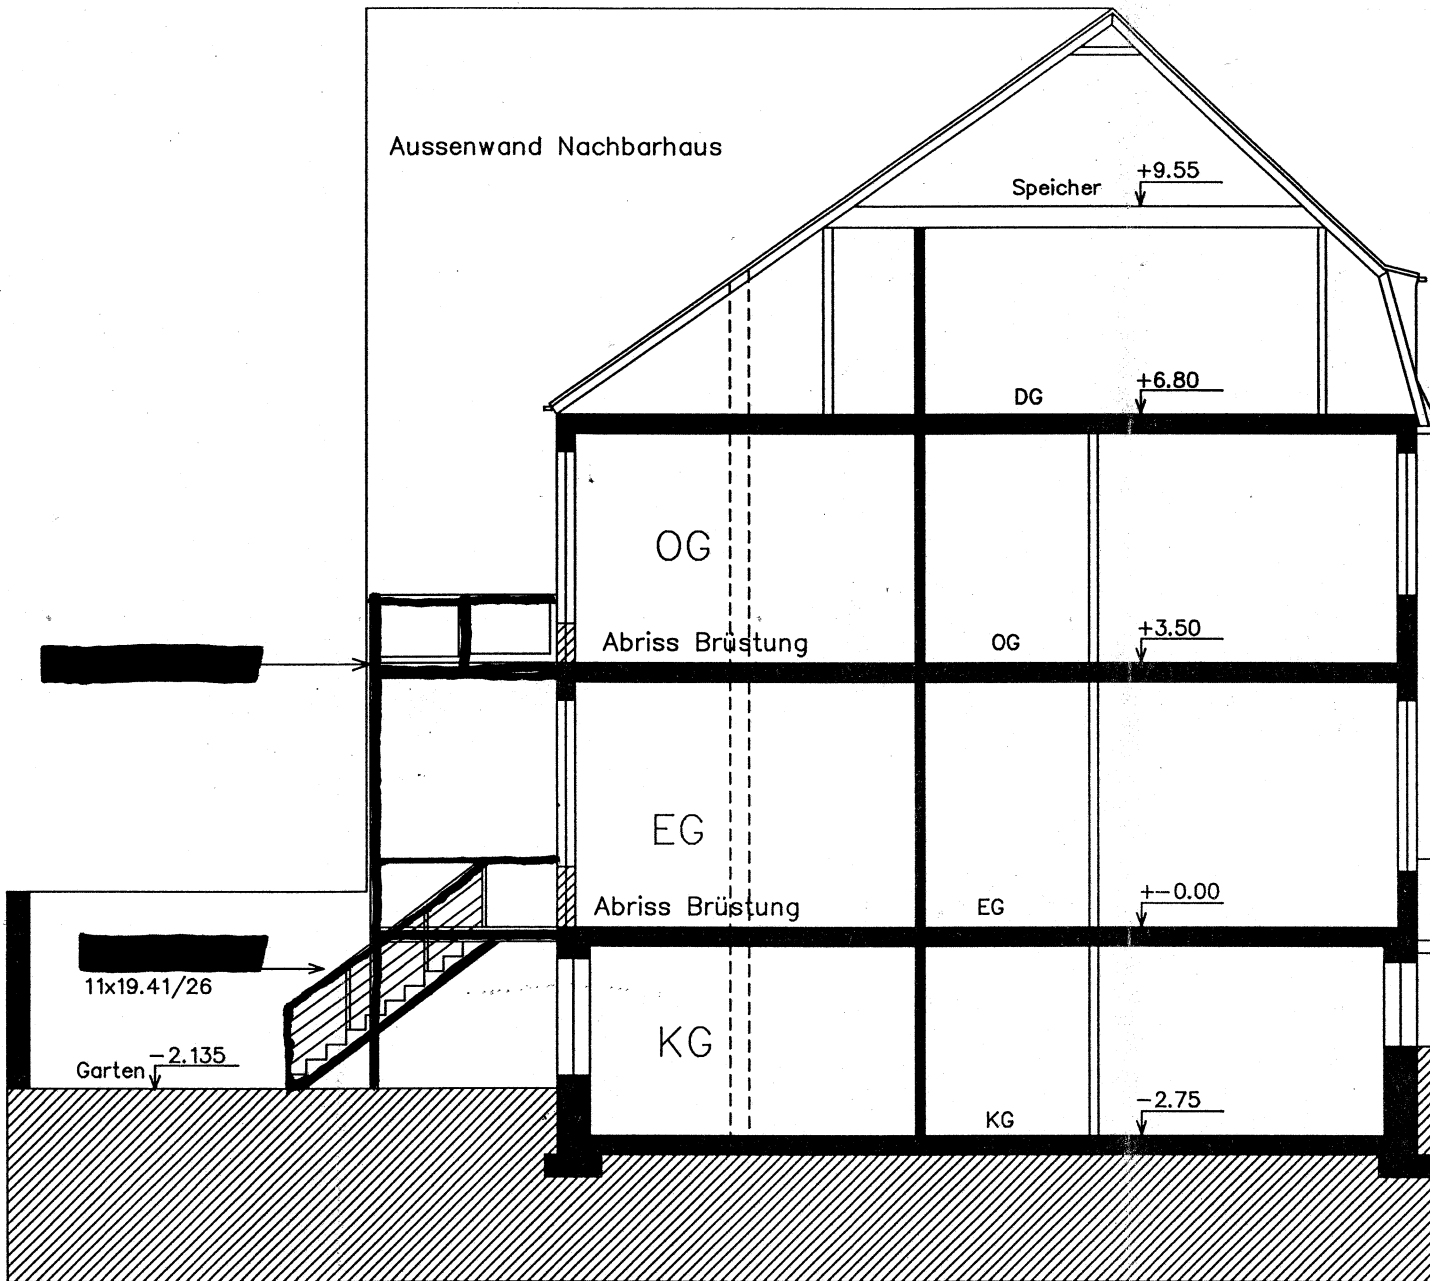 Aussenwand Nachbarhaus
+9.55
Speicher
+6.80
DG
OG
+3.50
Abriss Brüstung
OG
EG
+-0.00
Abriss Brüstung
EG
11x19.41/26
KG
-2.135
Garten
-2.75
KG